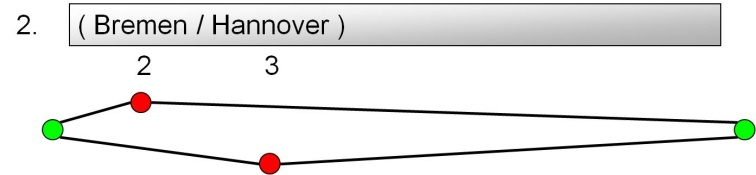 2. ( Bremen / Hannover )
2 3